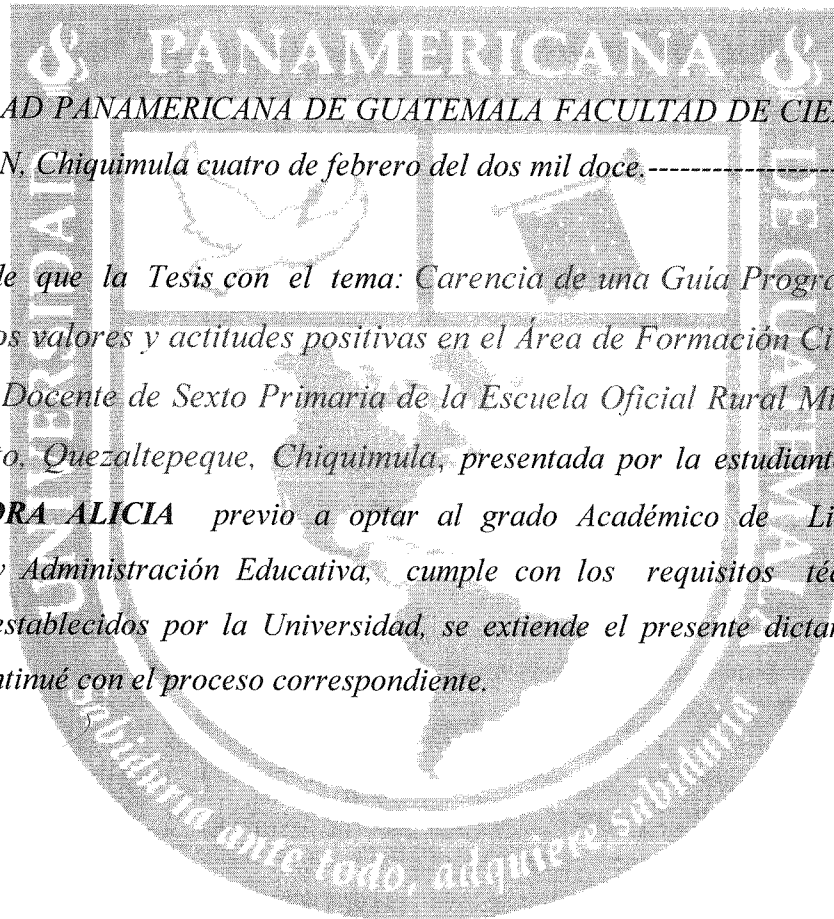 PANAMERICANA
AD PANAMERICANA DE GUATEMALA FACULTAD DE CIE
N, Chiquimula cuatro de febrero del dos mil doce.--------------------
de que la Tesis con el tema: Carencia de una Guía Progra
os valores y actitudes positivas en el Área de Formación Ci
Docente de Sexto Primaria de la Escuela Oficial Rural Mi
to, Quezaltepeque, Chiquimula, presentada por la estudiant
ORA ALICIA previo a optar al grado Académico de Li
y Administración Educativa, cumple con los requisitos téc
establecidos por la Universidad, se extiende el presente dictar
ntinué con el proceso correspondiente.
UNIVERSIDAD
DE GUATEMALA
Sabiduría ante todo, adquiere sabiduría